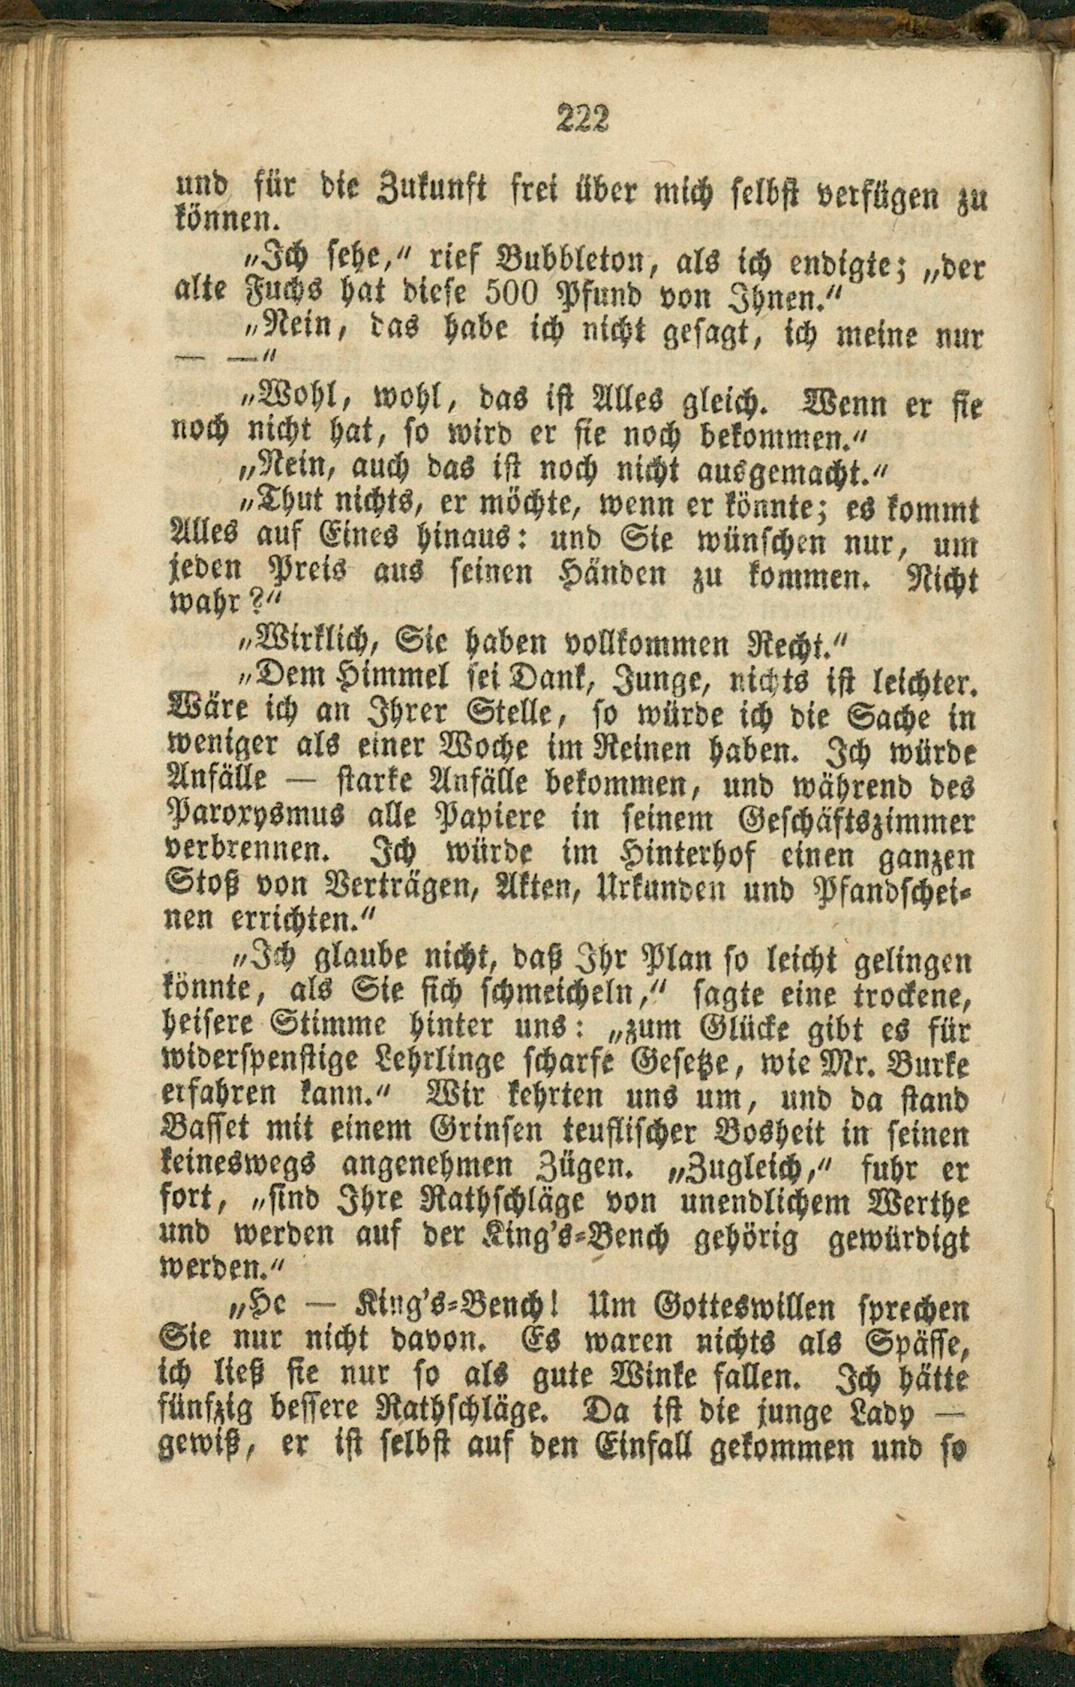 222
und für die Zukunft frei über mich selbst verfügen zu
können.
„Ich sehe,“ rief Bubbleton, als ich endigte; „der
alte Fuchs hat diese 500 Pfund von Ihnen.“
„Nein, das habe ich nicht gesagt, ich meine nur
— —“
„Wohl, wohl, das ist Alles gleich. Wenn er sie
noch nicht hat, so wird er sie noch bekommen.“
„Nein, auch das ist noch nicht ausgemacht.“
„Thut nichts, er möchte, wenn er könnte; es kommt
Alles auf Eines hinaus: und Sie wünschen nur, um
jeden Preis aus seinen Händen zu kommen. Nicht
wahr?“
„Wirklich, Sie haben vollkommen Recht.“
„Dem Himmel sei Dank, Junge, nichts ist leichter.
Wäre ich an Ihrer Stelle, so würde ich die Sache in
weniger als einer Woche im Reinen haben. Ich würde
Anfälle — starke Anfälle bekommen, und während des
Paroxysmus alle Papiere in seinem Geschäftszimmer
verbrennen. Ich würde im Hinterhof einen ganzen
Stoß von Verträgen, Akten, Urkunden und Pfandschei-
nen errichten.“
„Ich glaube nicht, daß Ihr Plan so leicht gelingen
könnte, als Sie sich schmeicheln,“ sagte eine trockene,
heisere Stimme hinter uns: „zum Glücke gibt es für
widerspenstige Lehrlinge scharfe Gesetze, wie Mr. Burke
erfahren kann.“ Wir kehrten uns um, und da stand
Basset mit einem Grinsen teuflischer Bosheit in seinen
keineswegs angenehmen Zügen. „Zugleich,“ fuhr er
fort, „sind Ihre Rathschläge von unendlichem Werthe
und werden auf der King's-Bench gehörig gewürdigt
werden.“
„He — King's-Bench! Um Gotteswillen sprechen
Sie nur nicht davon. Es waren nichts als Spässe,
ich ließ sie nur so als gute Winke fallen. Ich hätte
fünfzig bessere Rathschläge. Da ist die junge Lady —
gewiß, er ist selbst auf den Einfall gekommen und so